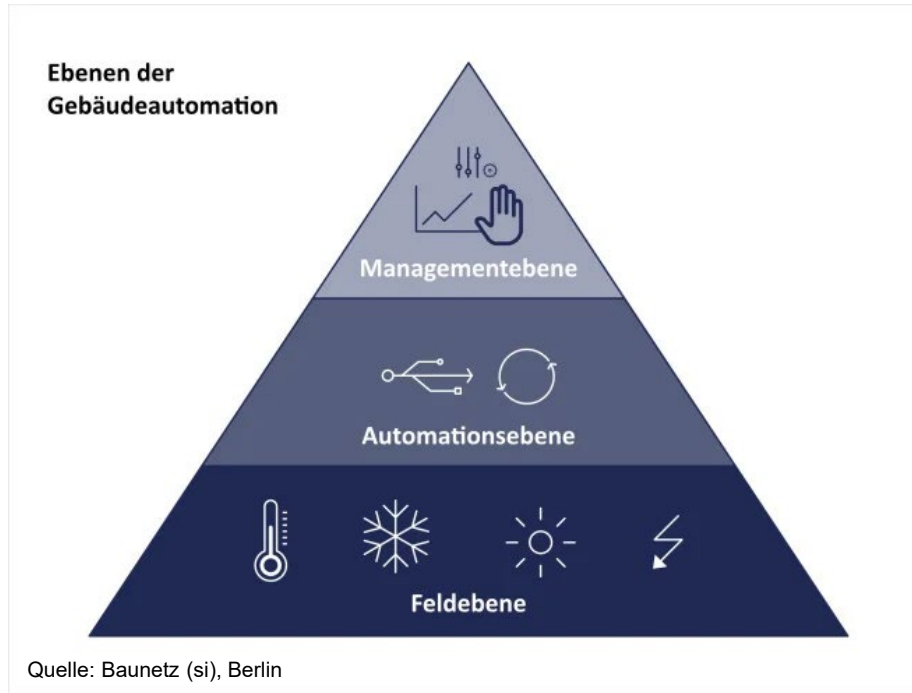 Ebenen der
Gebäudeautomation
Managementebene
Automationsebene
Feldebene
Quelle: Baunetz (si), Berlin